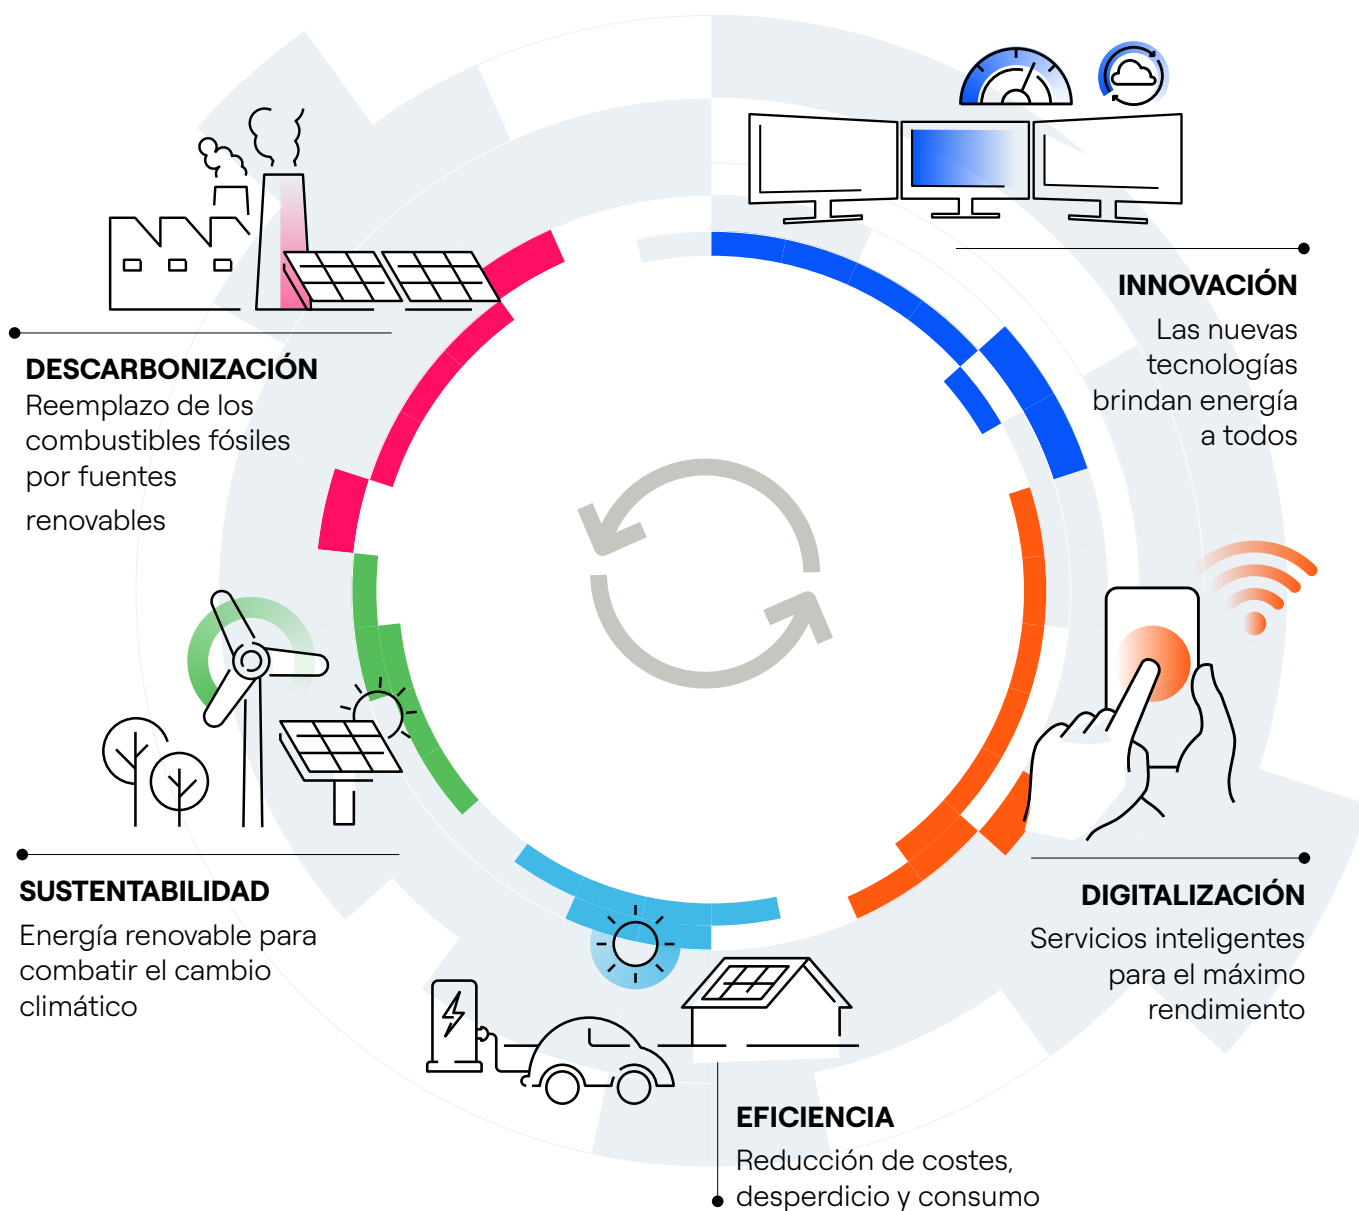 INNOVACIÓN
Las nuevas
tecnologías
brindan energía
a todos
DESCARBONIZACIÓN
Reemplazo de los
combustibles fósiles
por fuentes
renovables
SUSTENTABILIDAD
Energía renovable para
combatir el cambio
climático
DIGITALIZACIÓN
Servicios inteligentes
para el máximo
rendimiento
EFICIENCIA
Reducción de costes,
desperdicio y consumo